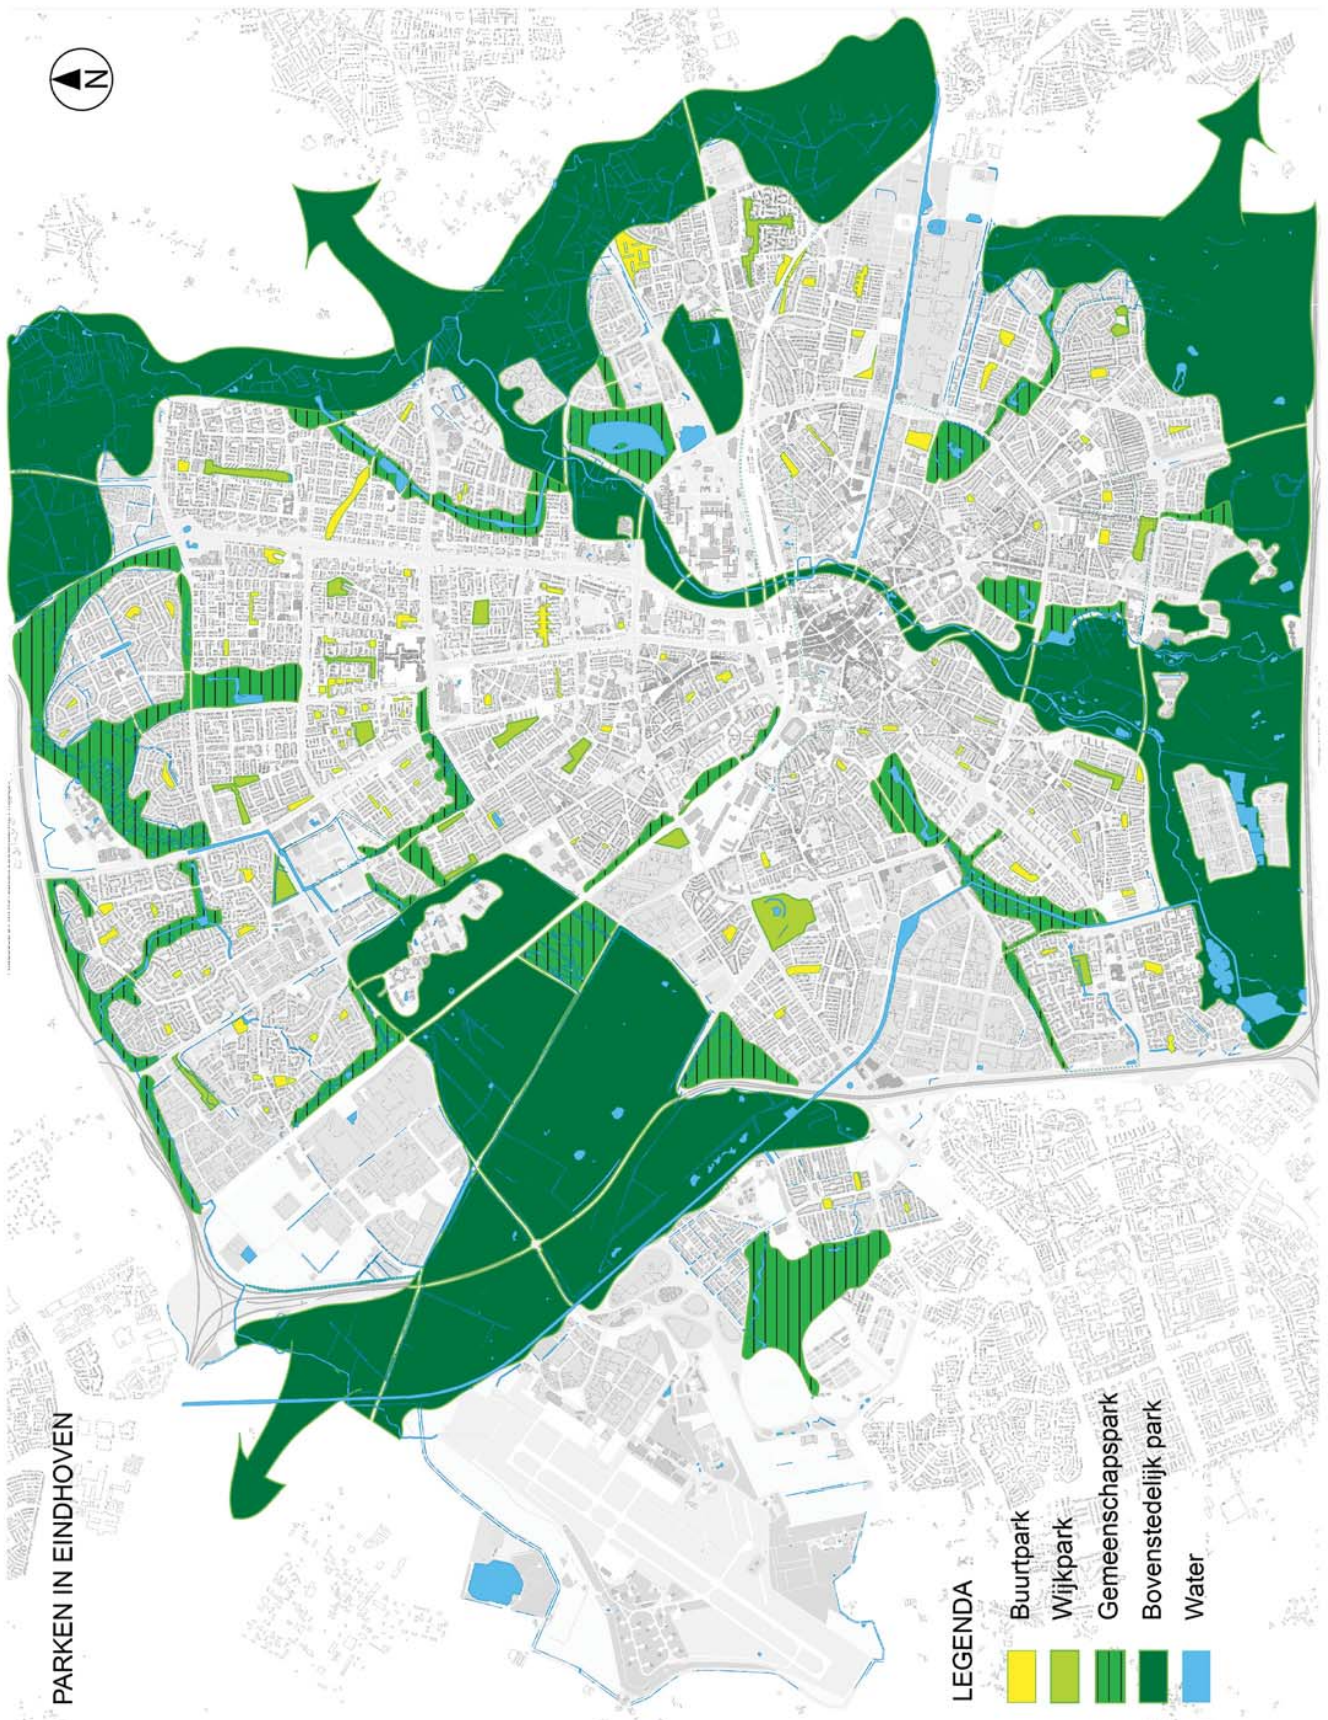 PARKEN IN EINDHOVEN
N
LEGENDA
Buurtpark
Wijkpark
Gemeenschapspark
Bovenstedelijk park
Water